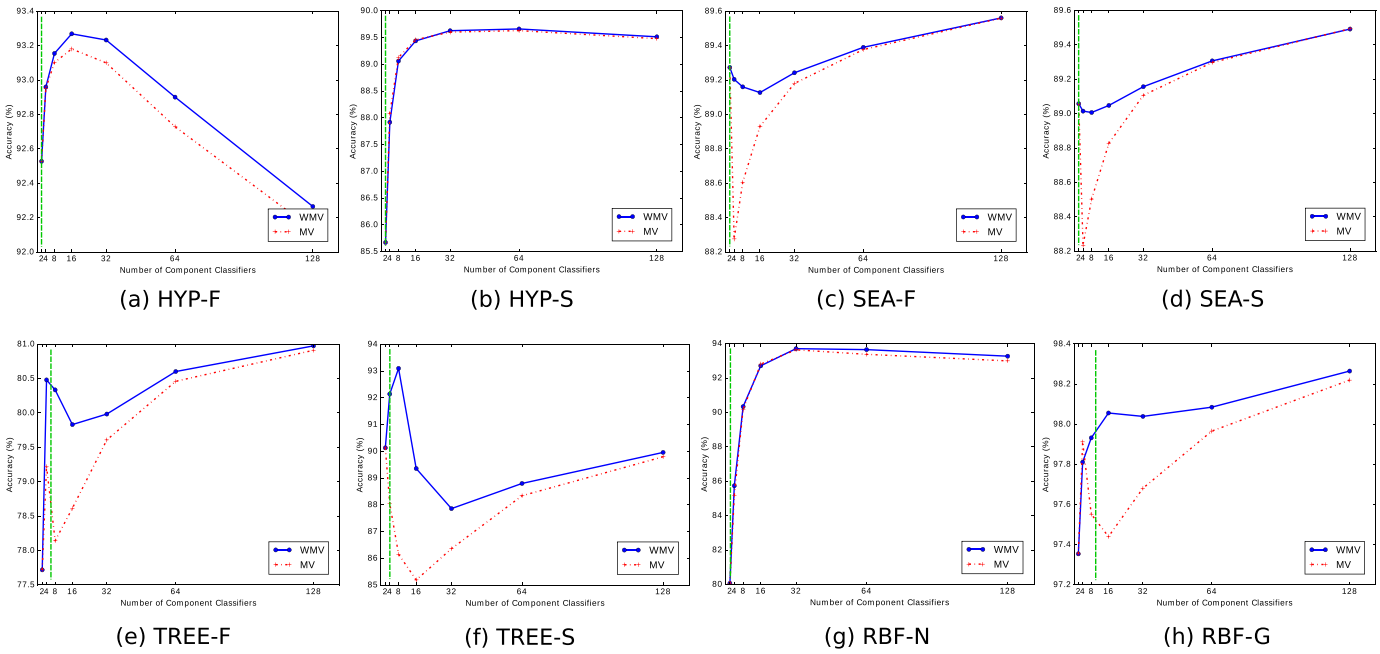 93.4
93.2
93.0
92.8
92.6
92.4
92.2
92.0
Accuracy (%)
WMV
MV
2 4 8 16 32 64 128
Number of Component Classifiers
(a) HYP-F
90.0
89.5
89.0
88.5
88.0
87.5
87.0
86.5
86.0
85.5
Accuracy (%)
WMV
MV
2 4 8 16 32 64 128
Number of Component Classifiers
(b) HYP-S
89.6
89.4
89.2
89.0
88.8
88.6
88.4
88.2
Accuracy (%)
WMV
MV
2 4 8 16 32 64 128
Number of Component Classifiers
(c) SEA-F
89.6
89.4
89.2
89.0
88.8
88.6
88.4
88.2
Accuracy (%)
WMV
MV
2 4 8 16 32 64 128
Number of Component Classifiers
(d) SEA-S
81.0
80.5
80.0
79.5
79.0
78.5
78.0
77.5
Accuracy (%)
WMV
MV
2 4 8 16 32 64 128
Number of Component Classifiers
(e) TREE-F
94
93
92
91
90
89
88
87
86
85
Accuracy (%)
WMV
MV
2 4 8 16 32 64 128
Number of Component Classifiers
(f) TREE-S
94
92
90
88
86
84
82
80
Accuracy (%)
WMV
MV
2 4 8 16 32 64 128
Number of Component Classifiers
(g) RBF-N
98.4
98.2
98.0
97.8
97.6
97.4
97.2
Accuracy (%)
WMV
MV
2 4 8 16 32 64 128
Number of Component Classifiers
(h) RBF-G